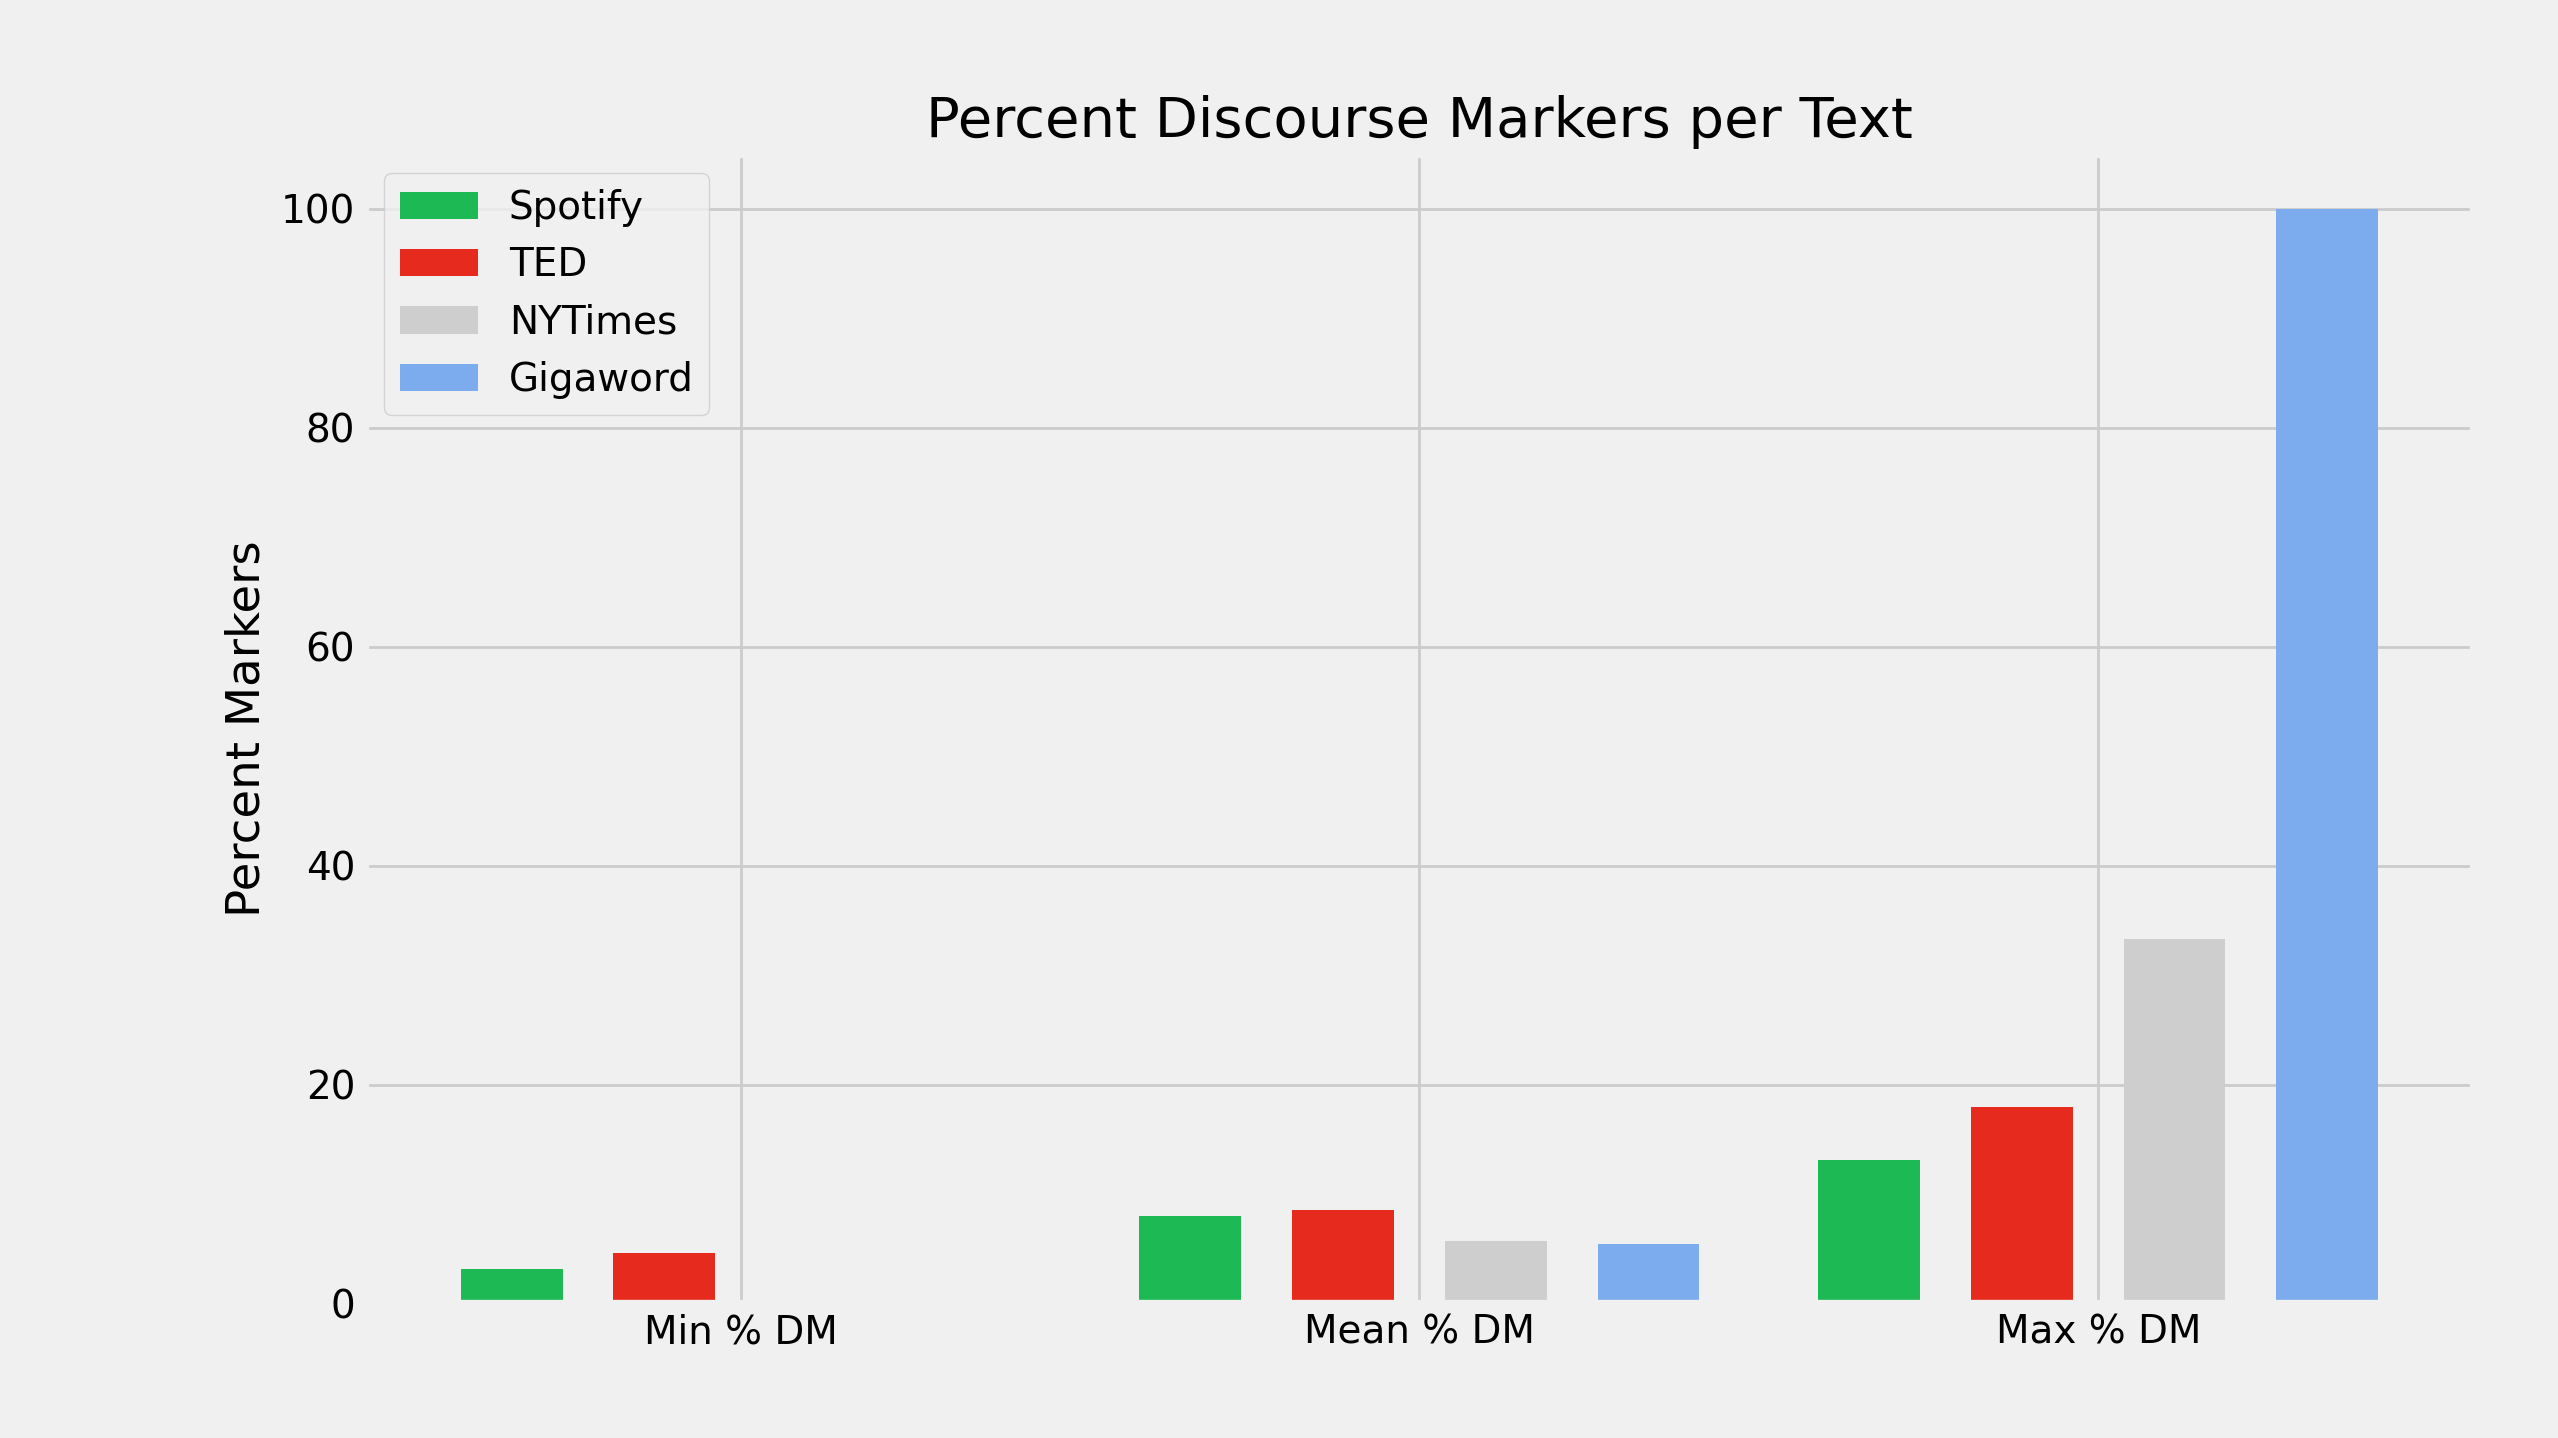 Percent Discourse Markers per Text
Spotify
TED
NYTimes
Gigaword
Percent Markers
100
80
60
40
20
0
Min % DM
Mean % DM
Max % DM